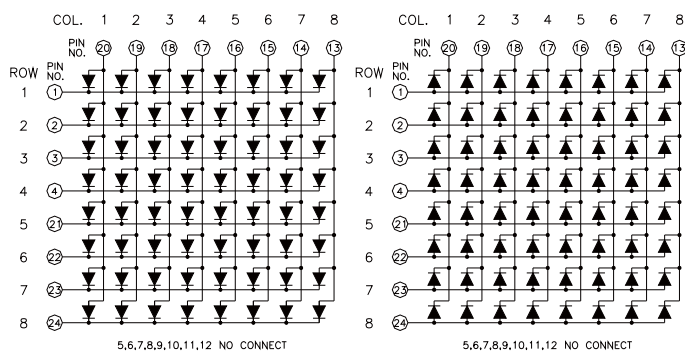 COL. 1 2 3 4 5 6 7 8
PIN NO. 20 19 18 17 16 15 14 13
ROW PIN NO.
1 1
2 2
3 3
4 4
5 21
6 22
7 23
8 24
5,6,7,8,9,10,11,12 NO CONNECT
COL. 1 2 3 4 5 6 7 8
PIN NO. 20 19 18 17 16 15 14 13
ROW PIN NO.
1 1
2 2
3 3
4 4
5 21
6 22
7 23
8 24
5,6,7,8,9,10,11,12 NO CONNECT